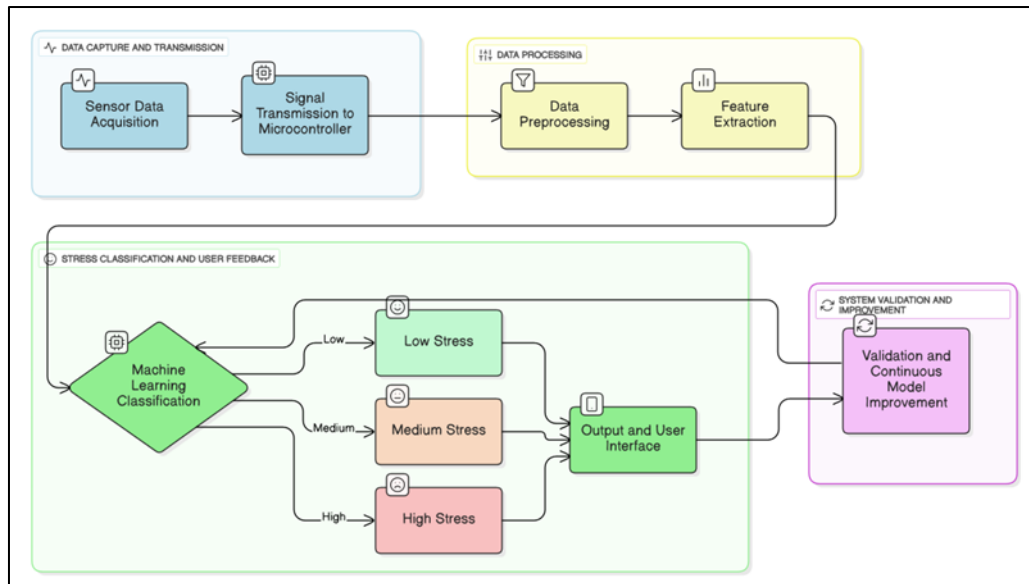 DATA CAPTURE AND TRANSMISSION
Sensor Data
Acquisition
Signal
Transmission to
Microcontroller
DATA PROCESSING
Data
Preprocessing
Feature
Extraction
STRESS CLASSIFICATION AND USER FEEDBACK
Machine
Learning
Classification
Low
Low Stress
Medium
Medium Stress
High
High Stress
Output and User
Interface
SYSTEM VALIDATION AND
IMPROVEMENT
Validation and
Continuous
Model
Improvement